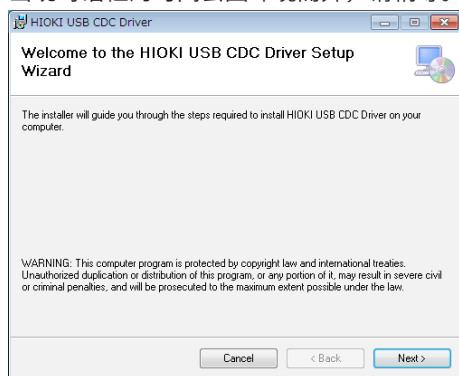 HIOKI USB CDC Driver
Welcome to the HIOKI USB CDC Driver Setup
Wizard
The installer will guide you through the steps required to install HIOKI USB CDC Driver on your
computer.
WARNING: This computer program is protected by copyright law and international treaties.
Unauthorized duplication or distribution of this program, or any portion of it, may result in severe civil
or criminal penalties, and will be prosecuted to the maximum extent possible under the law.
Cancel
< Back
Next >